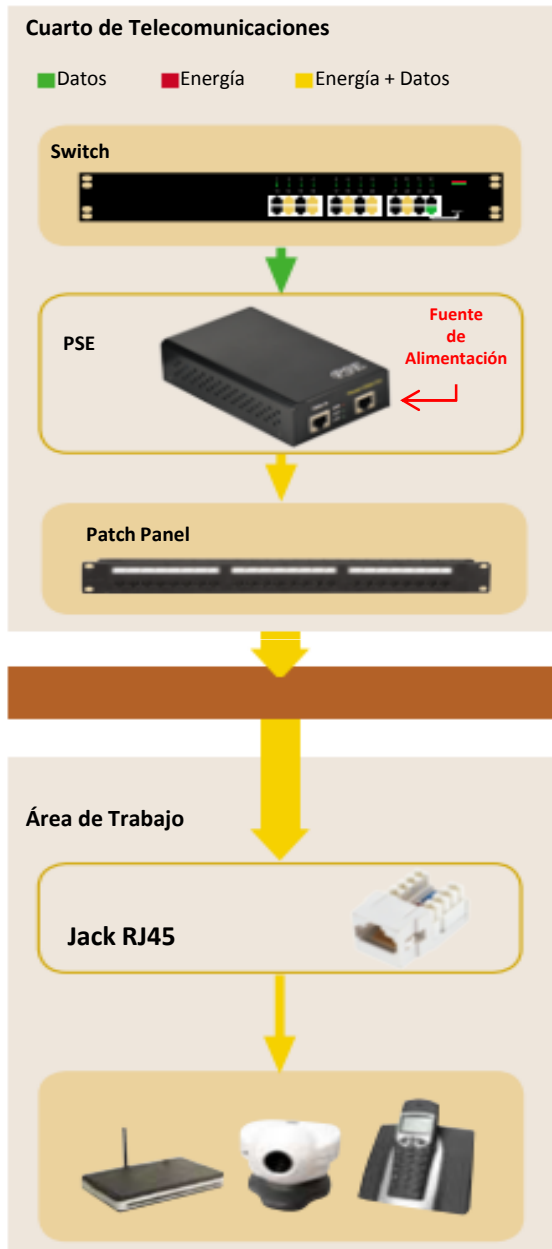 Cuarto de Telecomunicaciones
Datos Energía Energía + Datos
Switch
PSE
Fuente
de
Alimentación
PSE
Patch Panel
Área de Trabajo
Jack RJ45